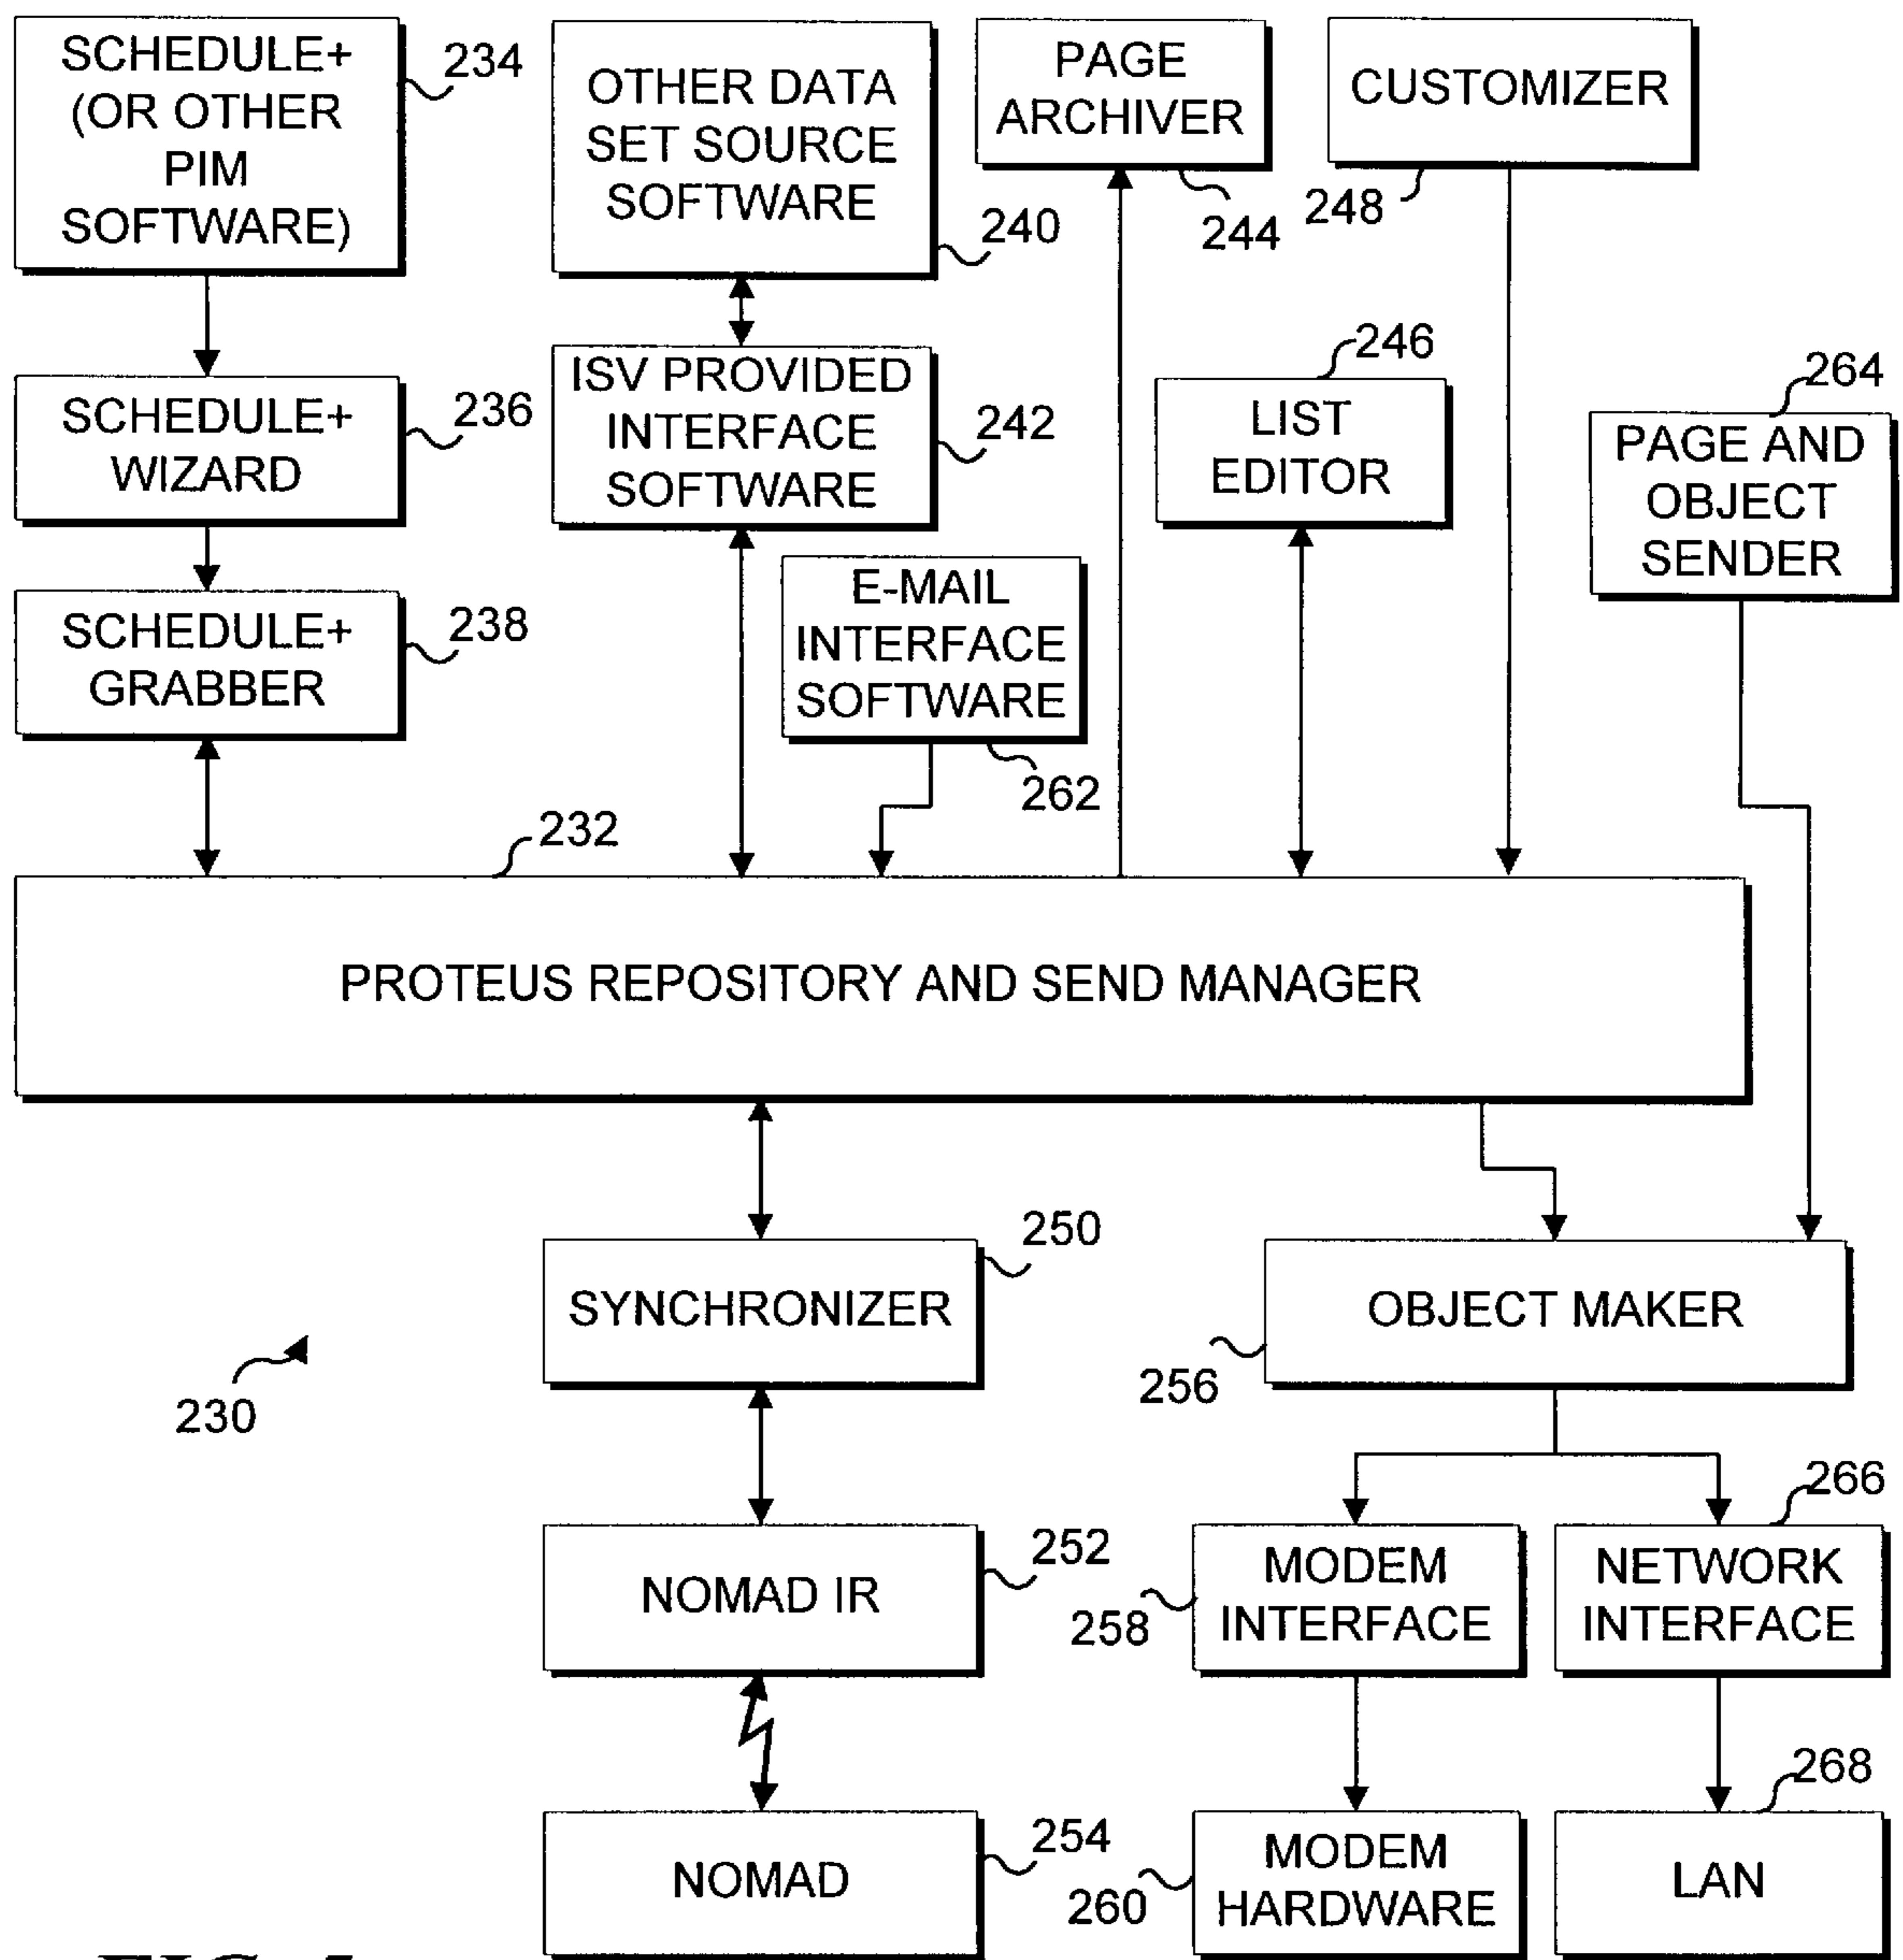 SCHEDULE+
(OR OTHER
PIM
SOFTWARE)
234
OTHER DATA
SET SOURCE
SOFTWARE
240
PAGE
ARCHIVER
244
CUSTOMIZER
248
SCHEDULE+
WIZARD
236
ISV PROVIDED
INTERFACE
SOFTWARE
242
246
LIST
EDITOR
264
PAGE AND
OBJECT
SENDER
SCHEDULE+
GRABBER
238
E-MAIL
INTERFACE
SOFTWARE
262
232
PROTEUS REPOSITORY AND SEND MANAGER
250
SYNCHRONIZER
OBJECT MAKER
256
230
252
NOMAD IR
MODEM
INTERFACE
258
266
NETWORK
INTERFACE
254
NOMAD
MODEM
HARDWARE
260
268
LAN